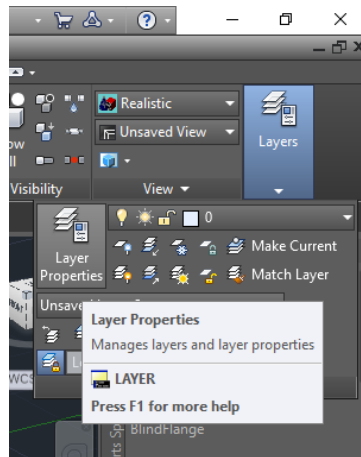 ?
Realistic
Unsaved View
Layers
Visibility
View
0
Layer
Properties
Make Current
Match Layer
Layer Properties
Manages layers and layer properties
LAYER
Press F1 for more help
BlindFlange